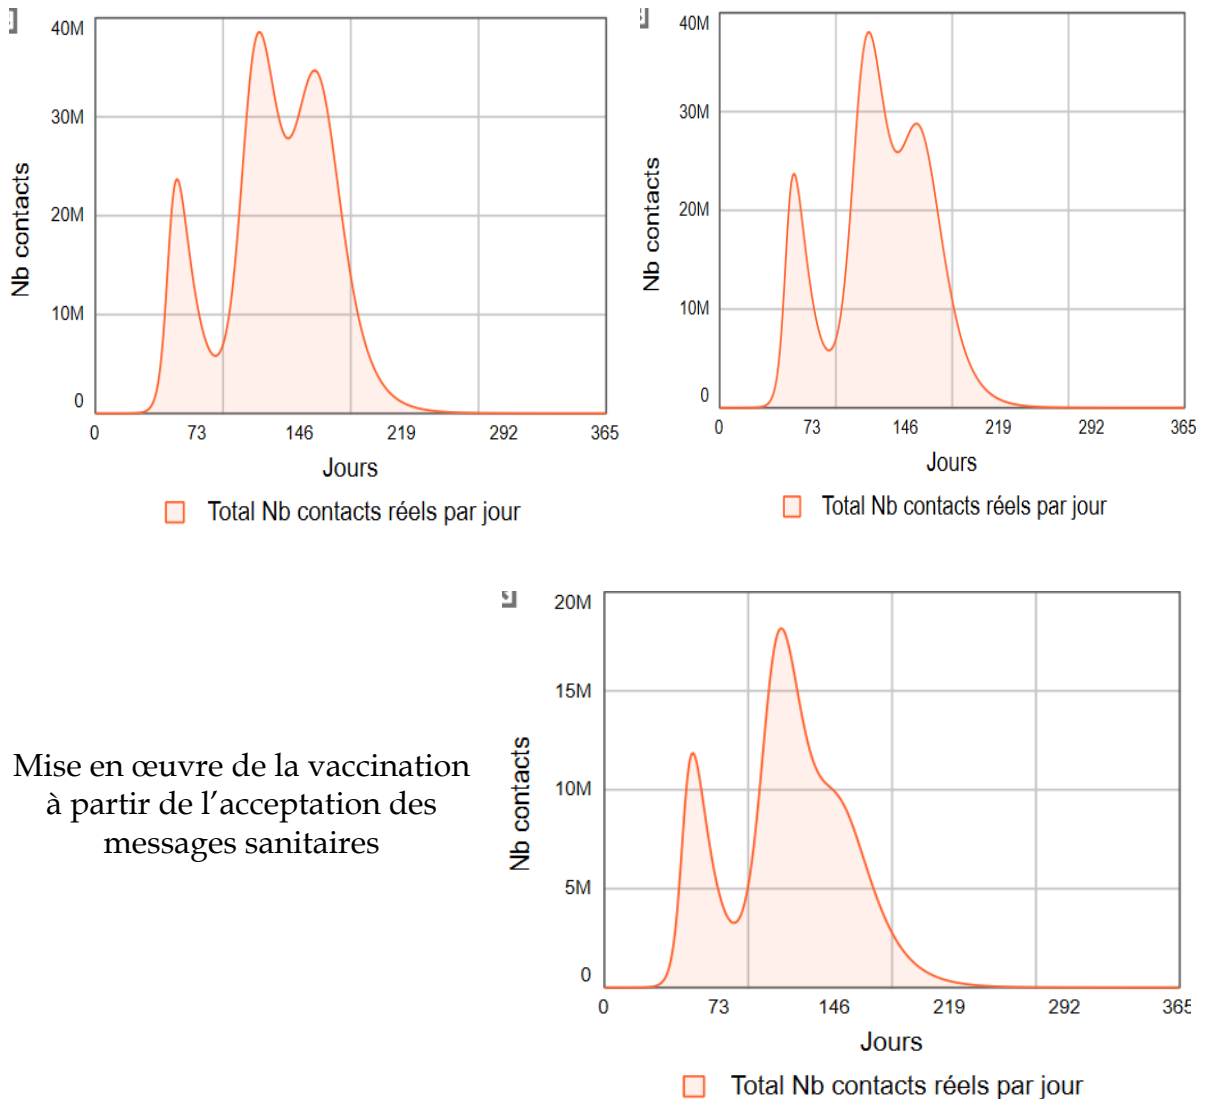 40M
30M
20M
10M
0
Nb contacts
0 73 146 219 292 365
Jours
Total Nb contacts réels par jour
40M
30M
20M
10M
0
Nb contacts
0 73 146 219 292 365
Jours
Total Nb contacts réels par jour
Mise en œuvre de la vaccination
à partir de l’acceptation des
messages sanitaires
20M
15M
10M
5M
0
Nb contacts
0 73 146 219 292 365
Jours
Total Nb contacts réels par jour